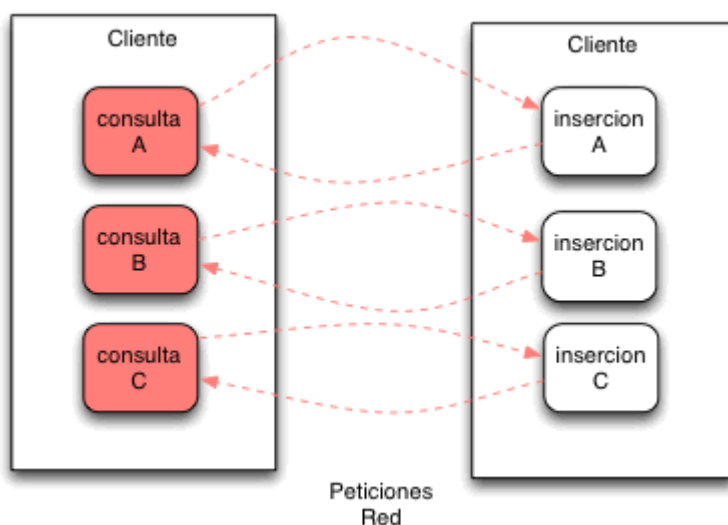 Cliente
consulta
A
consulta
B
consulta
C
Cliente
insercion
A
insercion
B
insercion
C
Peticiones
Red